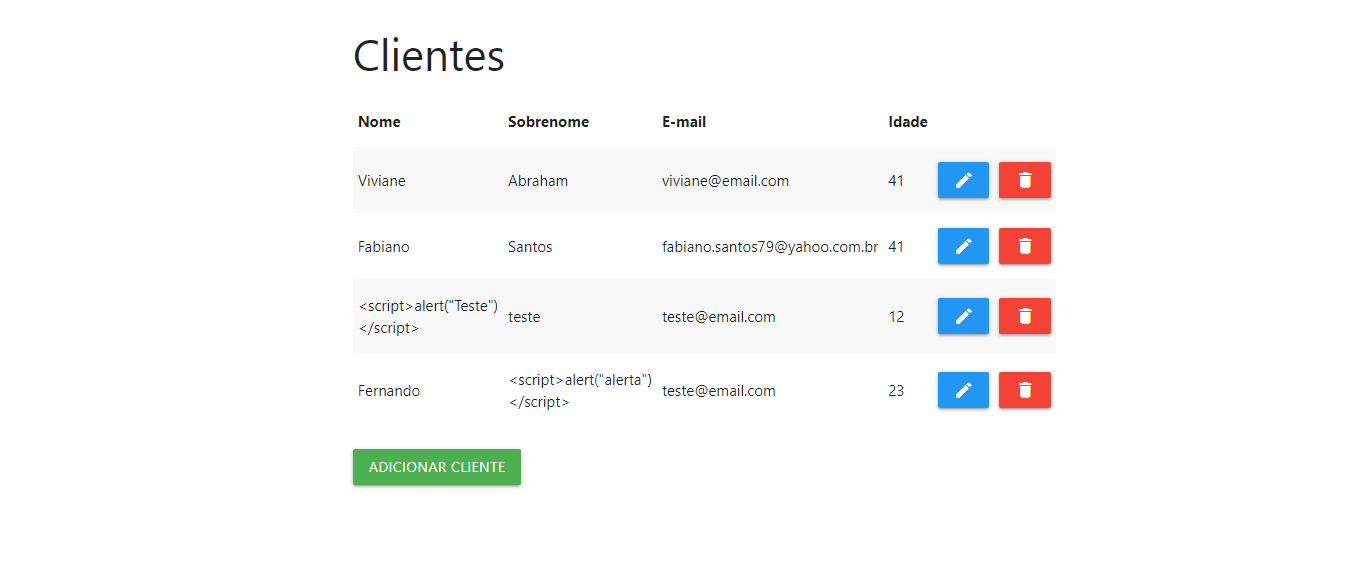 Clientes
Nome Sobrenome E-mail Idade
Viviane Abraham viviane@email.com 41
Fabiano Santos fabiano.santos79@yahoo.com.br 41
<script>alert("Teste")
</script> teste teste@email.com 12
Fernando <script>alert("alerta")
</script> teste@email.com 23
ADICIONAR CLIENTE